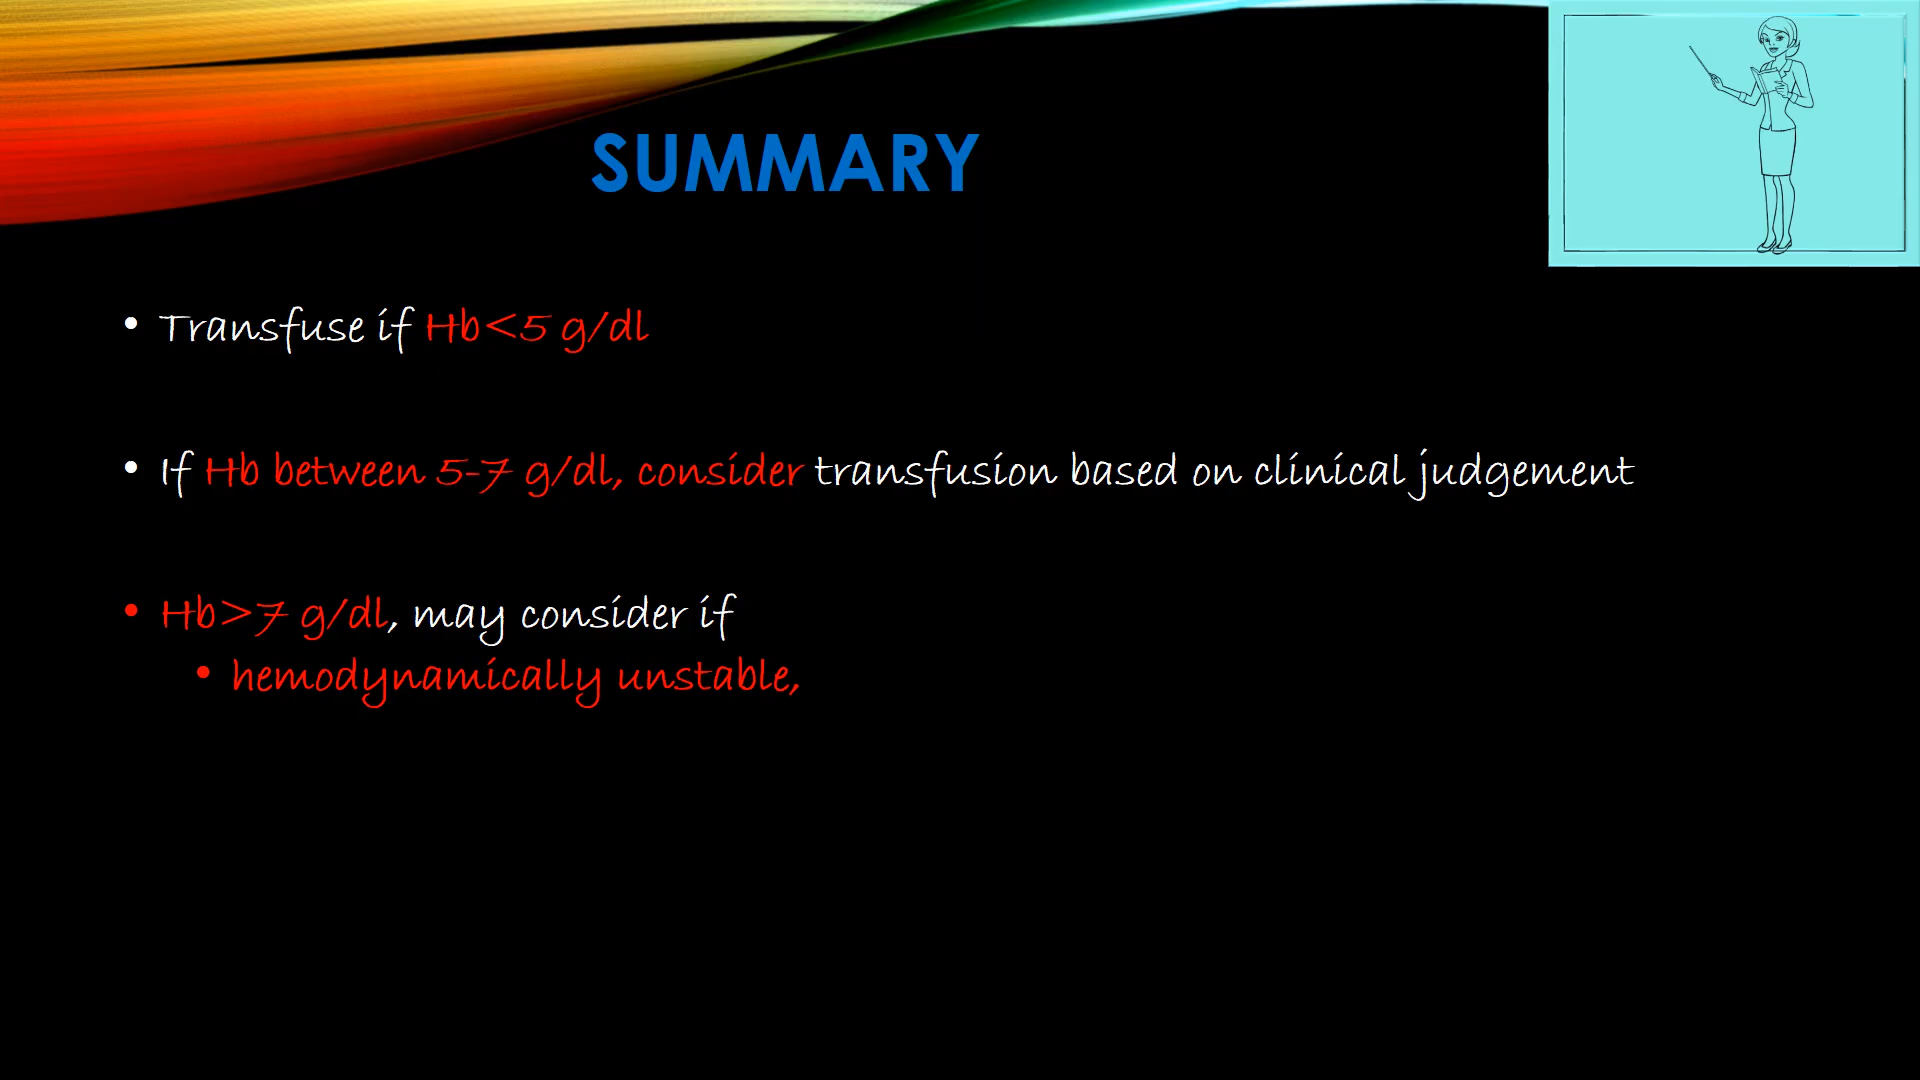 SUMMARY
• Transfuse if Hb<5 g/dl
• If Hb between 5-7 g/dl, consider transfusion based on clinical judgement
• Hb>7 g/dl, may consider if
• hemodynamically unstable,